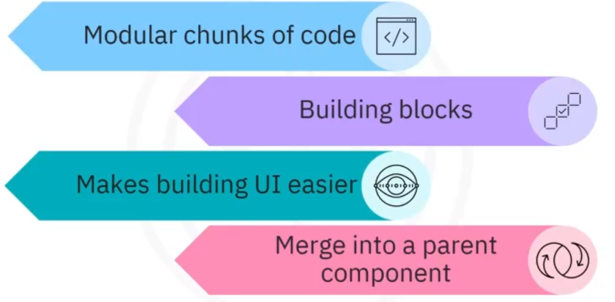 Modular chunks of code
Building blocks
Makes building UI easier
Merge into a parent
component